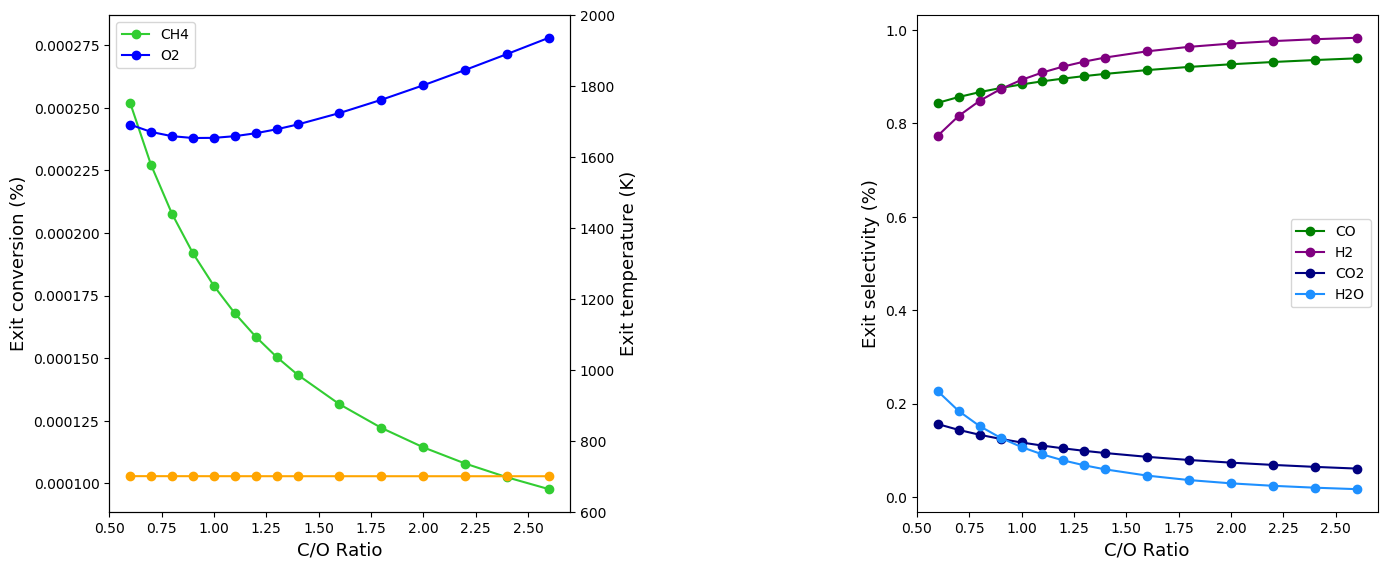 CH4
O2
Exit conversion (%)
0.000275
0.000250
0.000225
0.000200
0.000175
0.000150
0.000125
0.000100
0.50 0.75 1.00 1.25 1.50 1.75 2.00 2.25 2.50
C/O Ratio
2000
1800
1600
1400
1200
1000
800
600
Exit temperature (K)
Exit selectivity (%)
1.0
0.8
0.6
0.4
0.2
0.0
CO
H2
CO2
H2O
0.50 0.75 1.00 1.25 1.50 1.75 2.00 2.25 2.50
C/O Ratio